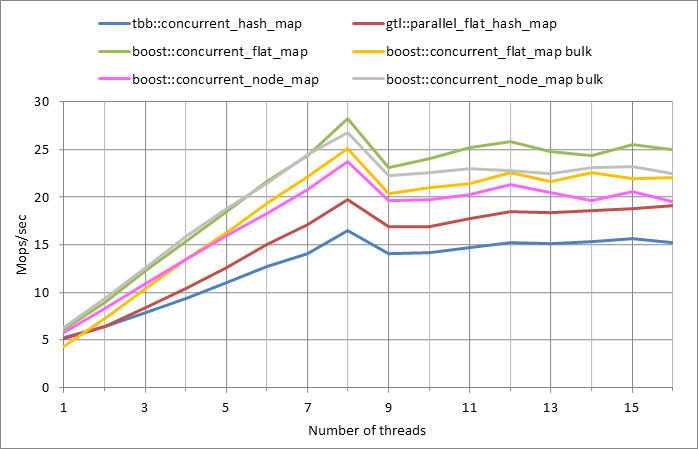 tbb::concurrent_hash_map gtl::parallel_flat_hash_map
boost::concurrent_flat_map boost::concurrent_flat_map bulk
boost::concurrent_node_map boost::concurrent_node_map bulk
30
25
20
15
10
5
0
Mops/sec
1 3 5 7 9 11 13 15
Number of threads